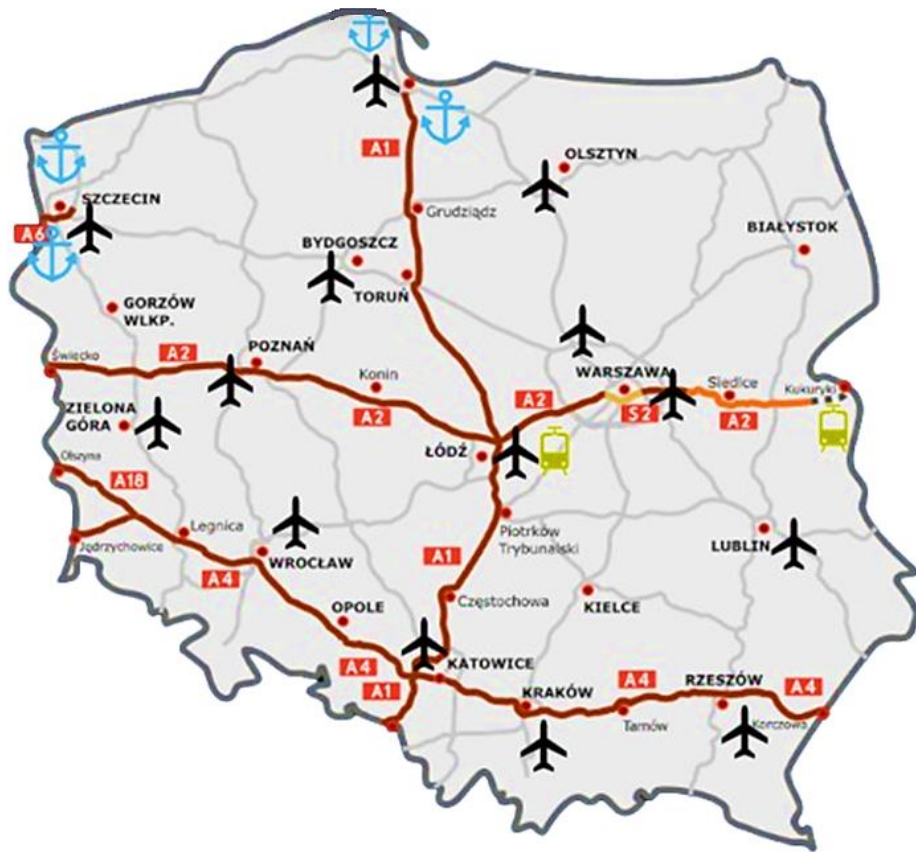 A1
OLSZTYN
SZCZECIN
Grudziądz
A6
BIAŁYSTOK
BYDGOSZCZ
TORUŃ
GORZÓW
WLKP.
POZNAŃ
Święcko
A2
WARSZAWA
Siedlce
Kukuryki
Konin
A2
A2
S2
A2
ZIELONA
GÓRA
ŁÓDŹ
Olszyna
A18
Legnica
Piotrków
Trybunalski
LUBLIN
Jędrzychowice
WROCŁAW
A1
A4
OPOLE
Częstochowa
KIELCE
A4
KATOWICE
A1
KRAKÓW
A4
RZESZÓW
A4
Tarnów
Korczowa